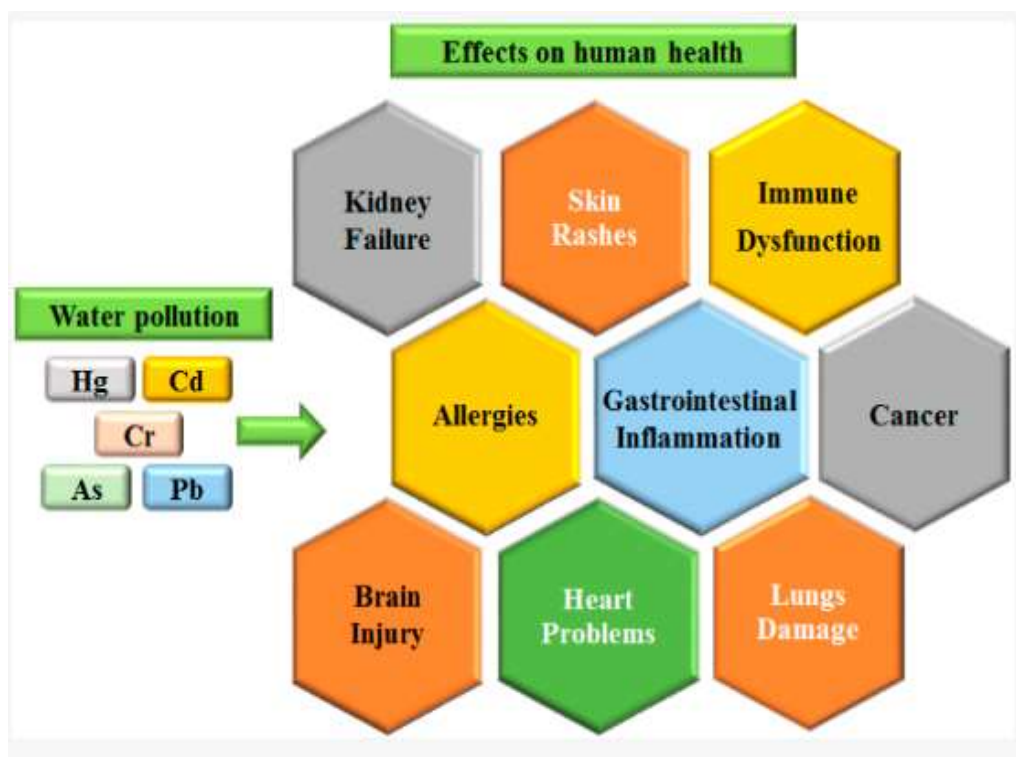 Effects on human health
Kidney
Failure
Skin
Rashes
Immune
Dysfunction
Water pollution
Hg
Cd
Cr
As
Pb
Allergies
Gastrointestinal
Inflammation
Cancer
Brain
Injury
Heart
Problems
Lungs
Damage